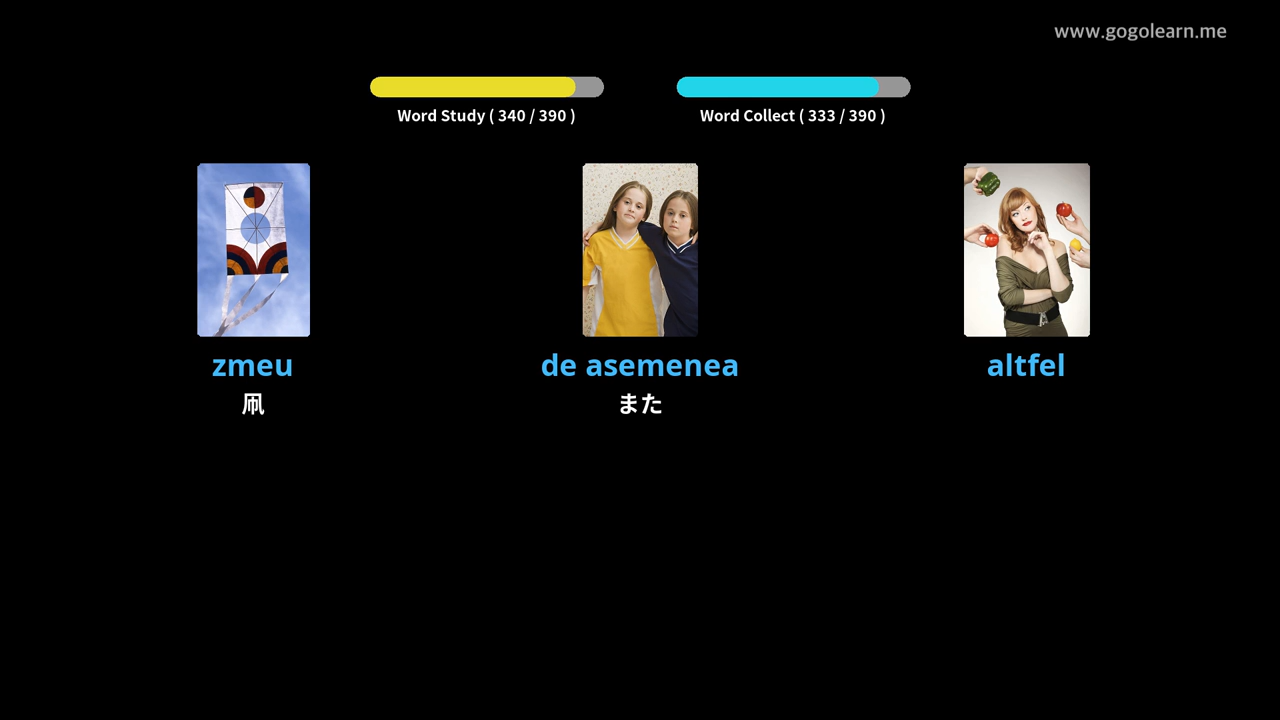 www.gogolearn.me
Word Study ( 340 / 390 )
Word Collect ( 333 / 390 )
zmeu
de asemenea
altfel
凧
また